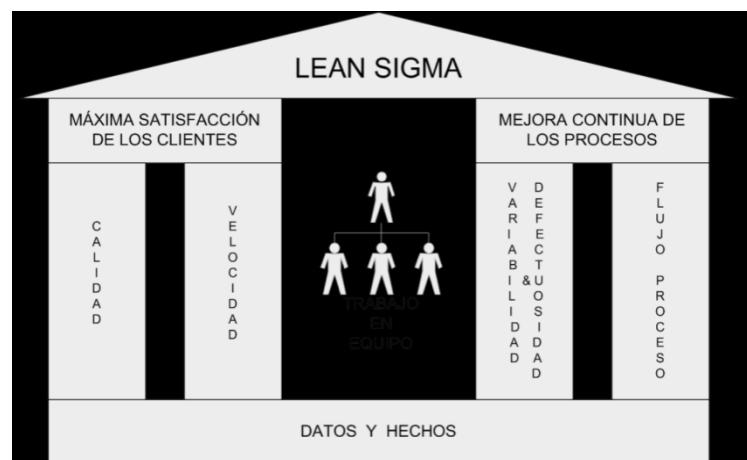 LEAN SIGMA
MÁXIMA SATISFACCIÓN
DE LOS CLIENTES
MEJORA CONTINUA DE
LOS PROCESOS
CALIDAD
VELOCIDAD
TRABAJO
EN
EQUIPO
VARIABILIDAD
&
DEFECTUOSIDAD
FLUJO PROCESO
DATOS Y HECHOS